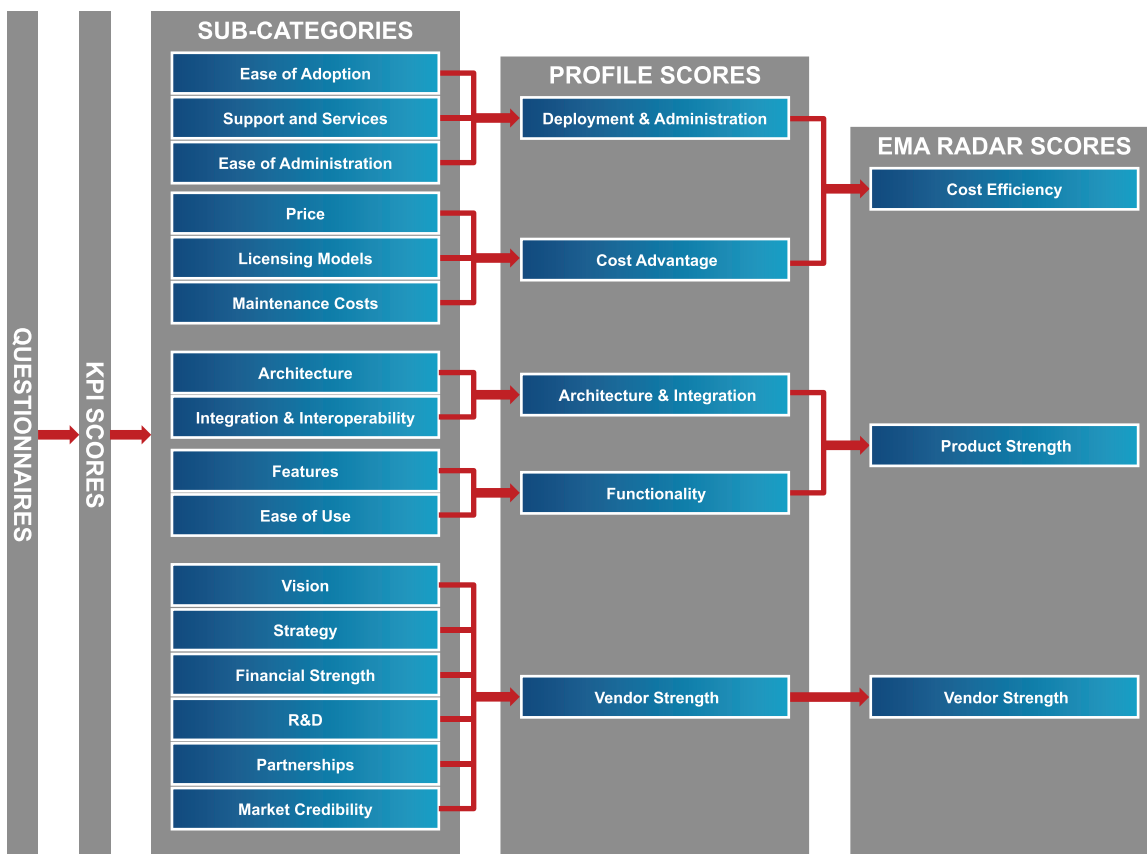 QUESTIONNAIRES
KPI SCORES
SUB-CATEGORIES
Ease of Adoption
Support and Services
Ease of Administration
Price
Licensing Models
Maintenance Costs
Architecture
Integration & Interoperability
Features
Ease of Use
Vision
Strategy
Financial Strength
R&D
Partnerships
Market Credibility
PROFILE SCORES
Deployment & Administration
Cost Advantage
Architecture & Integration
Functionality
Vendor Strength
EMA RADAR SCORES
Cost Efficiency
Product Strength
Vendor Strength